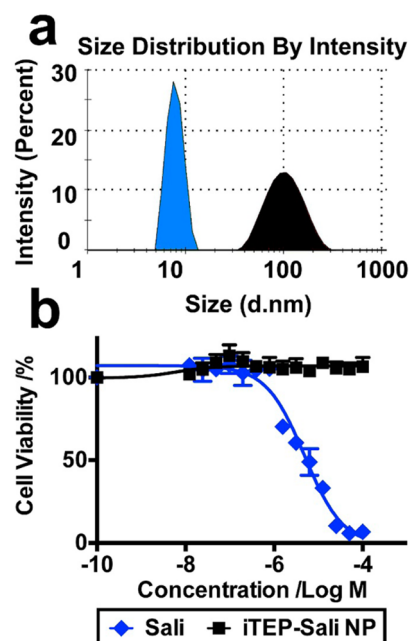 a
Size Distribution By Intensity
Intensity (Percent)
30
20
10
0
1 10 100 1000
Size (d.nm)
b
Cell Viability /%
100
50
0
-10 -8 -6 -4
Concentration /Log M
Sali iTEP-Sali NP